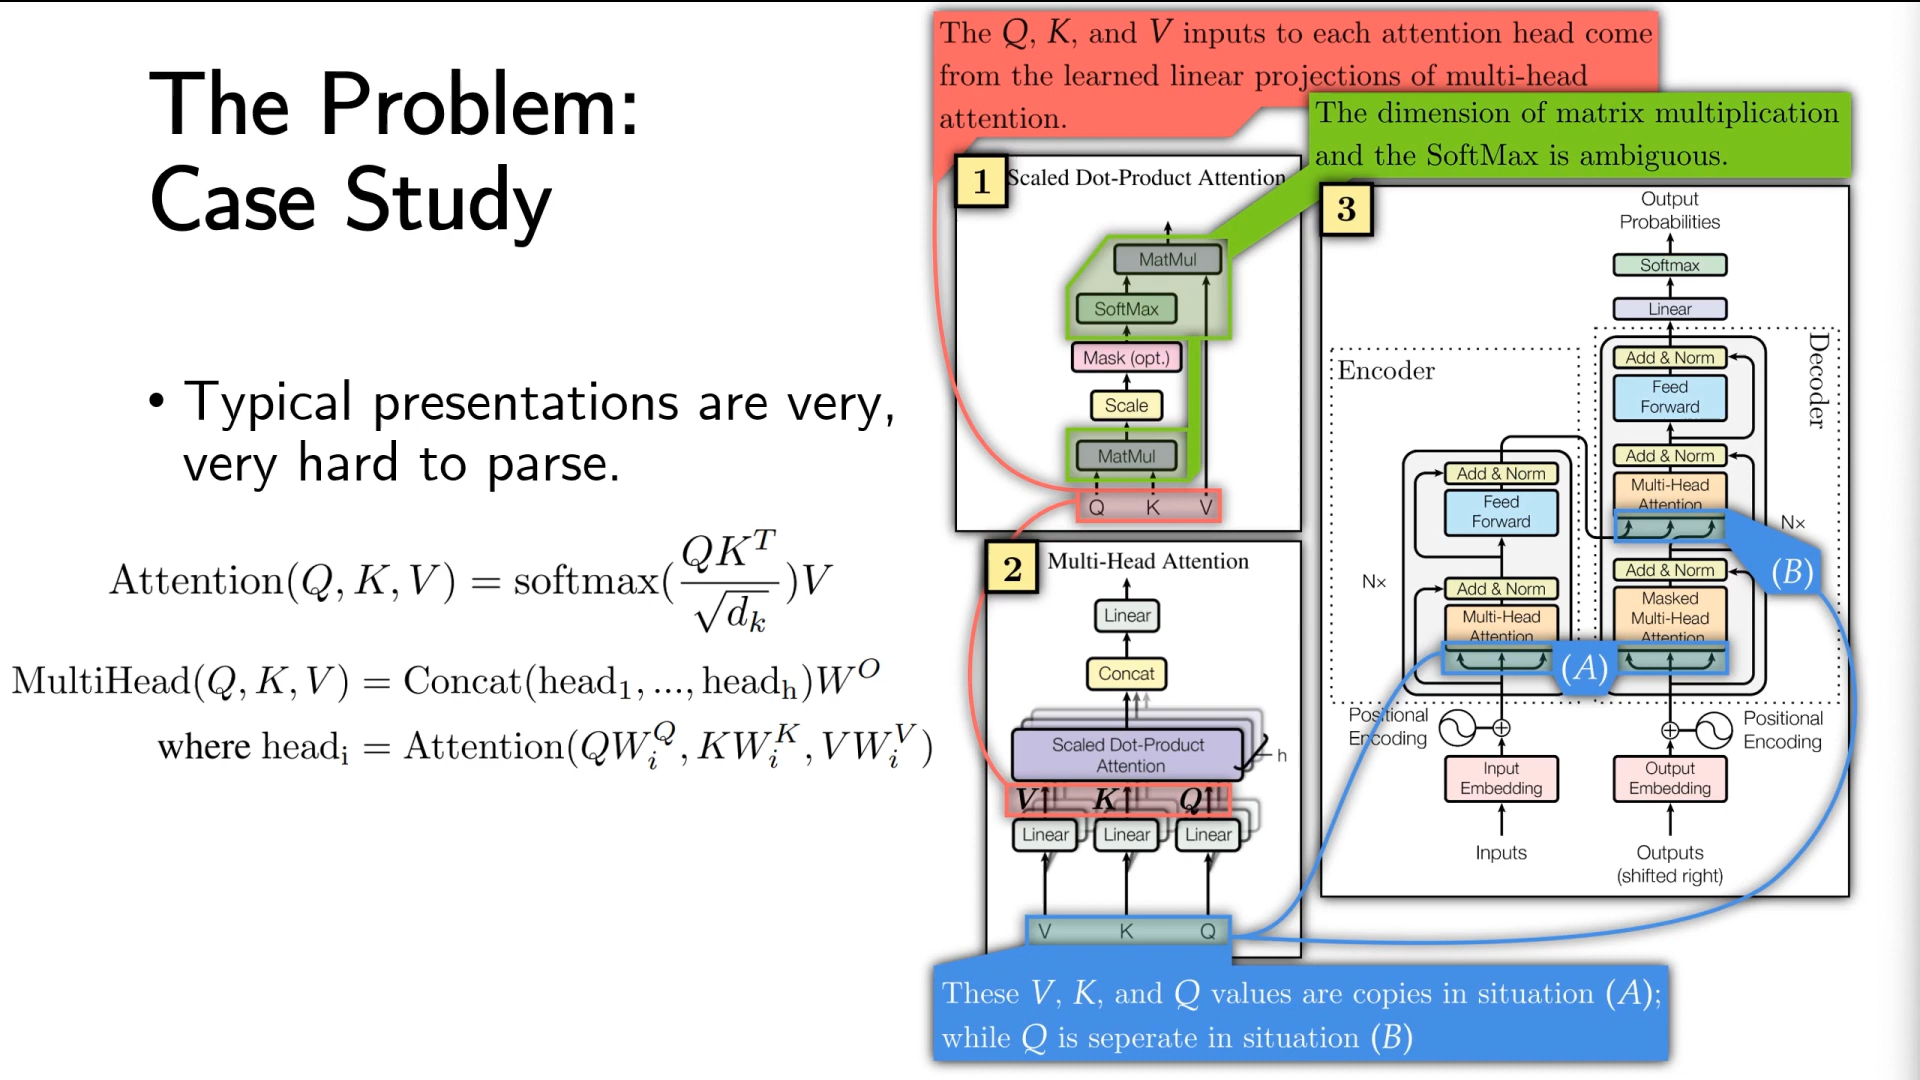 The Problem:
Case Study
• Typical presentations are very,
very hard to parse.
Attention(Q, K, V) = softmax(QK^T / √d_k)V
MultiHead(Q, K, V) = Concat(head_1, ..., head_h)W^O
where head_i = Attention(QW_i^Q, KW_i^K, VW_i^V)
The Q, K, and V inputs to each attention head come
from the learned linear projections of multi-head
attention.
The dimension of matrix multiplication
and the SoftMax is ambiguous.
1
Scaled Dot-Product Attention
MatMul
SoftMax
Mask (opt.)
Scale
MatMul
Q K V
2
Multi-Head Attention
Linear
Concat
Scaled Dot-Product
Attention
h
V K Q
Linear Linear Linear
V K Q
These V, K, and Q values are copies in situation (A);
while Q is seperate in situation (B)
3
Output
Probabilities
Softmax
Linear
Decoder
Add & Norm
Feed
Forward
Add & Norm
Multi-Head
Attention
N×
(B)
Add & Norm
Masked
Multi-Head
Attention
Encoder
Add & Norm
Feed
Forward
N×
Add & Norm
Multi-Head
Attention
(A)
Positional
Encoding
Positional
Encoding
Input
Embedding
Output
Embedding
Inputs
Outputs
(shifted right)